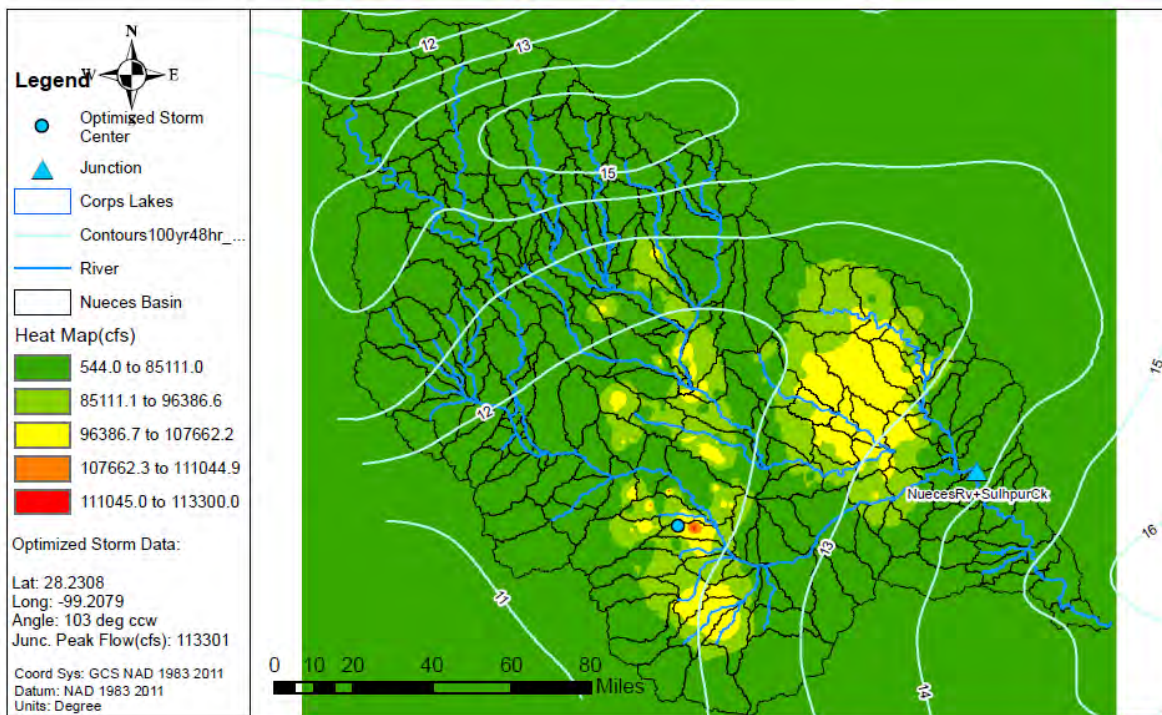 N
W
E
S
Legend
Optimized Storm
Center
Junction
Corps Lakes
Contours100yr48hr_...
River
Nueces Basin
Heat Map(cfs)
544.0 to 85111.0
85111.1 to 96386.6
96386.7 to 107662.2
107662.3 to 111044.9
111045.0 to 113300.0
Optimized Storm Data:
Lat: 28.2308
Long: -99.2079
Angle: 103 deg ccw
Junc. Peak Flow(cfs): 113301
Coord Sys: GCS NAD 1983 2011
Datum: NAD 1983 2011
Units: Degree
12
13
15
12
15
NuecesRv+SulhpurCk
16
13
11
14
0 10 20 40 60 80
Miles